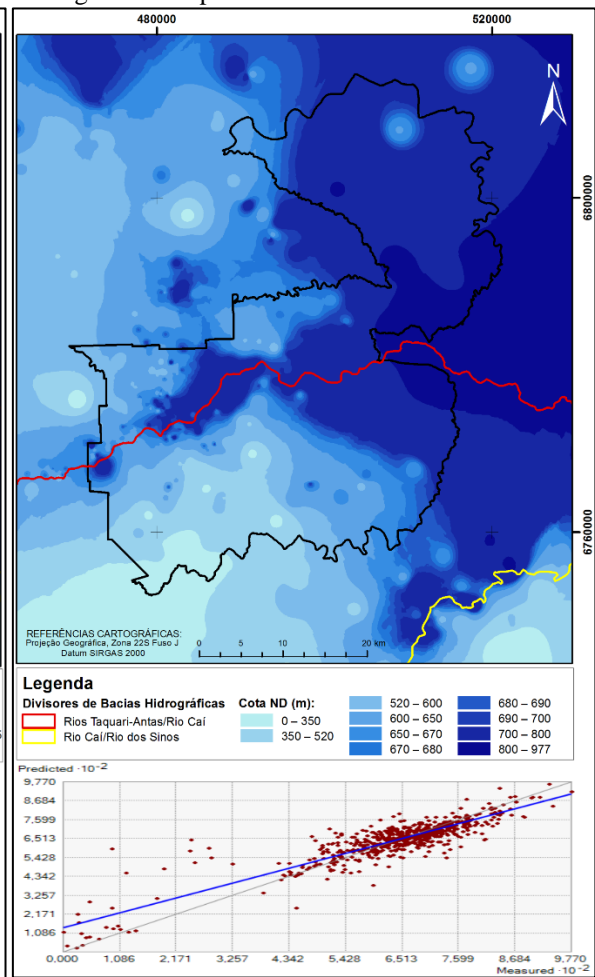 480000 520000
N
6800000
6760000
REFERÊNCIAS CARTOGRÁFICAS:
Projeção Geográfica, Zona 22S Fuso J
Datum SIRGAS 2000
0 5 10 20 km
Legenda
Divisores de Bacias Hidrográficas
Rios Taquari-Antas/Rio Caí
Rio Caí/Rio dos Sinos
Cota ND (m):
0 – 350
350 – 520
520 – 600
600 – 650
650 – 670
670 – 680
680 – 690
690 – 700
700 – 800
800 – 977
Predicted ·10⁻²
9.770
8.684
7.599
6.513
5.428
4.342
3.257
2.171
1.086
0.000 1.086 2.171 3.257 4.342 5.428 6.513 7.599 8.684 9.770
Measured ·10⁻²